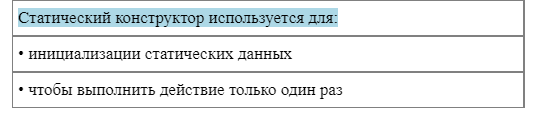 Статический конструктор используется для:
• инициализации статических данных
• чтобы выполнить действие только один раз